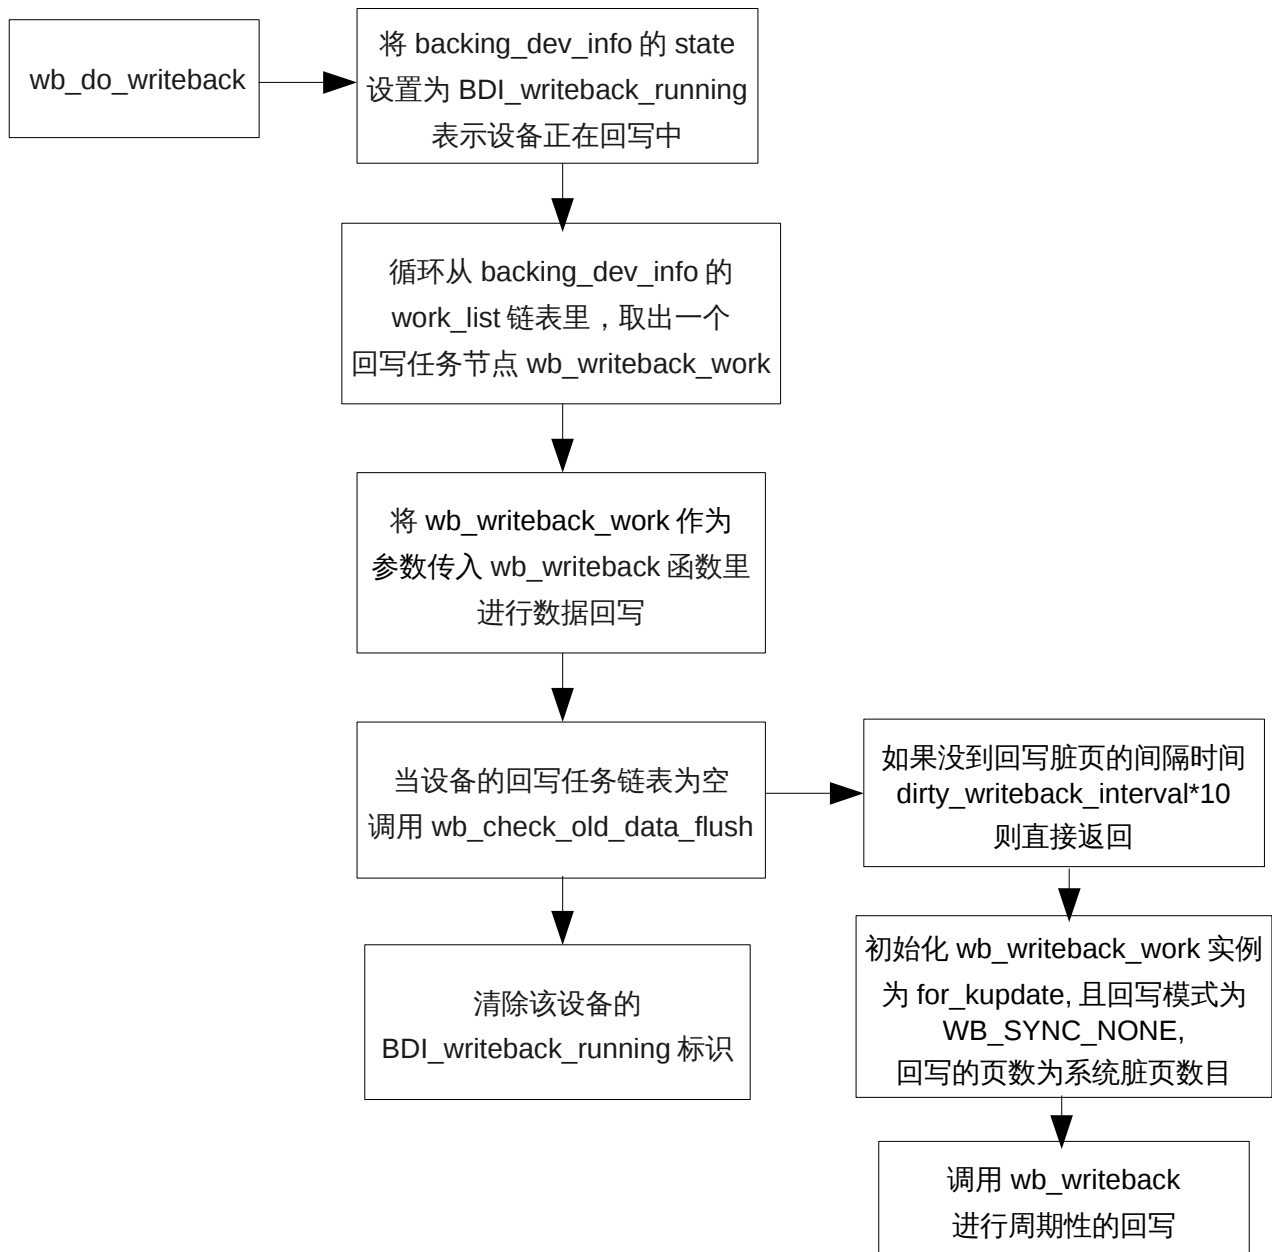 wb_do_writeback
将 backing_dev_info 的 state
设置为 BDI_writeback_running
表示设备正在回写中
循环从 backing_dev_info 的
work_list 链表里，取出一个
回写任务节点 wb_writeback_work
将 wb_writeback_work 作为
参数传入 wb_writeback 函数里
进行数据回写
当设备的回写任务链表为空
调用 wb_check_old_data_flush
如果没到回写脏页的间隔时间
dirty_writeback_interval*10
则直接返回
清除该设备的
BDI_writeback_running 标识
初始化 wb_writeback_work 实例
为 for_kupdate, 且回写模式为
WB_SYNC_NONE,
回写的页数为系统脏页数目
调用 wb_writeback
进行周期性的回写